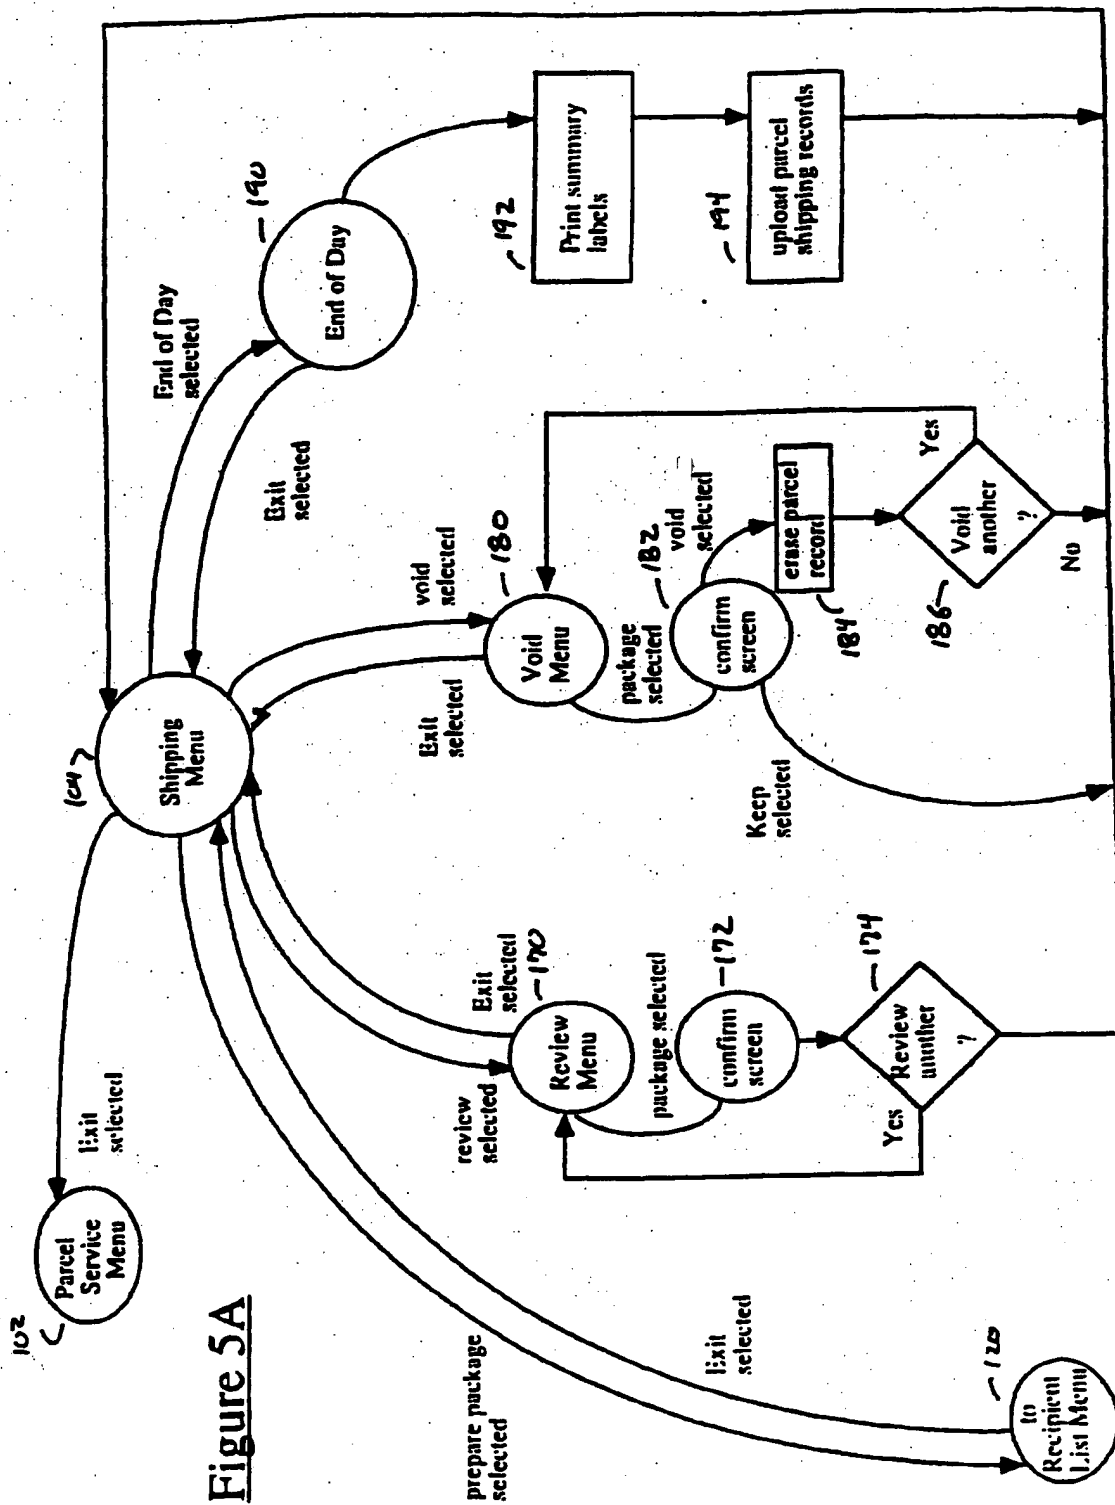 Figure 5A
102
Parcel
Service
Menu
Exit
selected
104
Shipping
Menu
End of Day
selected
Exit
selected
190
End of Day
192
Print summary
labels
194
upload parcel
shipping records
void
selected
Exit
selected
180
Void
Menu
package
selected
182
confirm
screen
void
selected
184
erase parcel
record
186
Void
another
?
Yes
No
Keep
selected
review
selected
Exit
selected
170
Review
Menu
package selected
172
confirm
screen
174
Review
another
?
Yes
prepare package
selected
Exit
selected
120
to
Recipient
List Menu